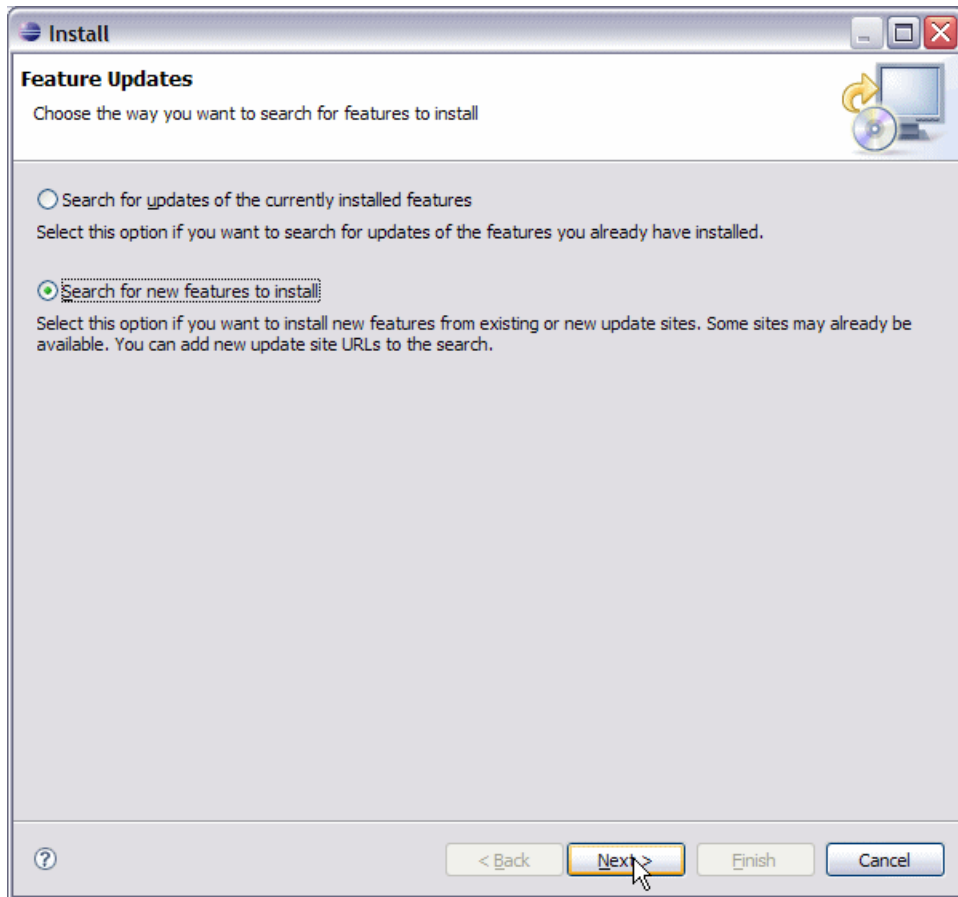 Install
Feature Updates
Choose the way you want to search for features to install
Search for updates of the currently installed features
Select this option if you want to search for updates of the features you already have installed.
Search for new features to install
Select this option if you want to install new features from existing or new update sites. Some sites may already be
available. You can add new update site URLs to the search.
? < Back Next > Finish Cancel